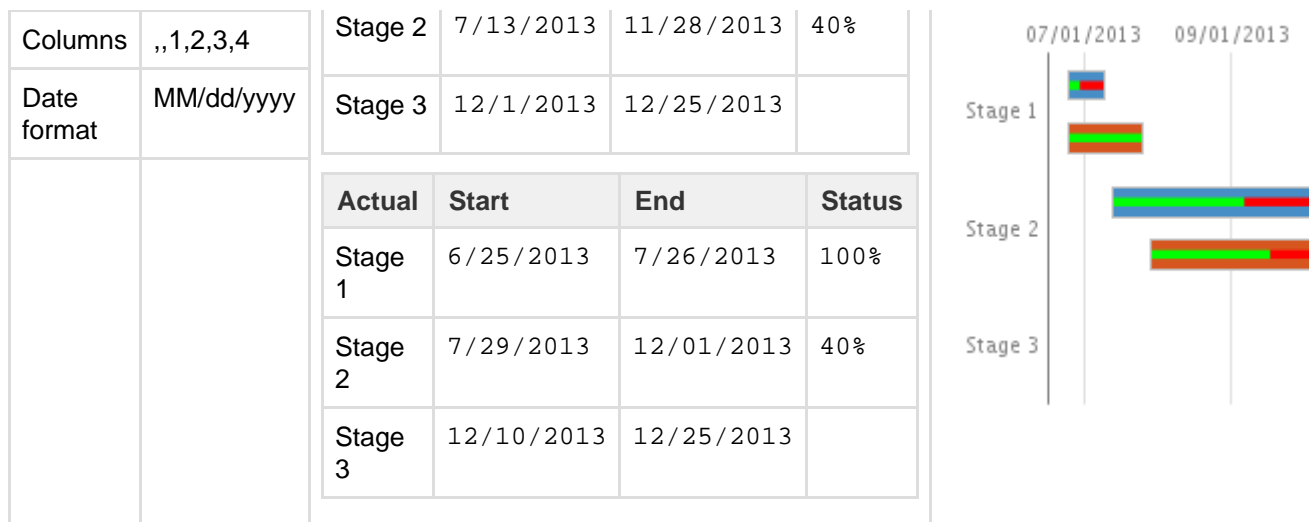 Columns ,,1,2,3,4
Date format MM/dd/yyyy
Stage 2 7/13/2013 11/28/2013 40%
Stage 3 12/1/2013 12/25/2013
Actual Start End Status
Stage 1 6/25/2013 7/26/2013 100%
Stage 2 7/29/2013 12/01/2013 40%
Stage 3 12/10/2013 12/25/2013
07/01/2013 09/01/2013
Stage 1
Stage 2
Stage 3